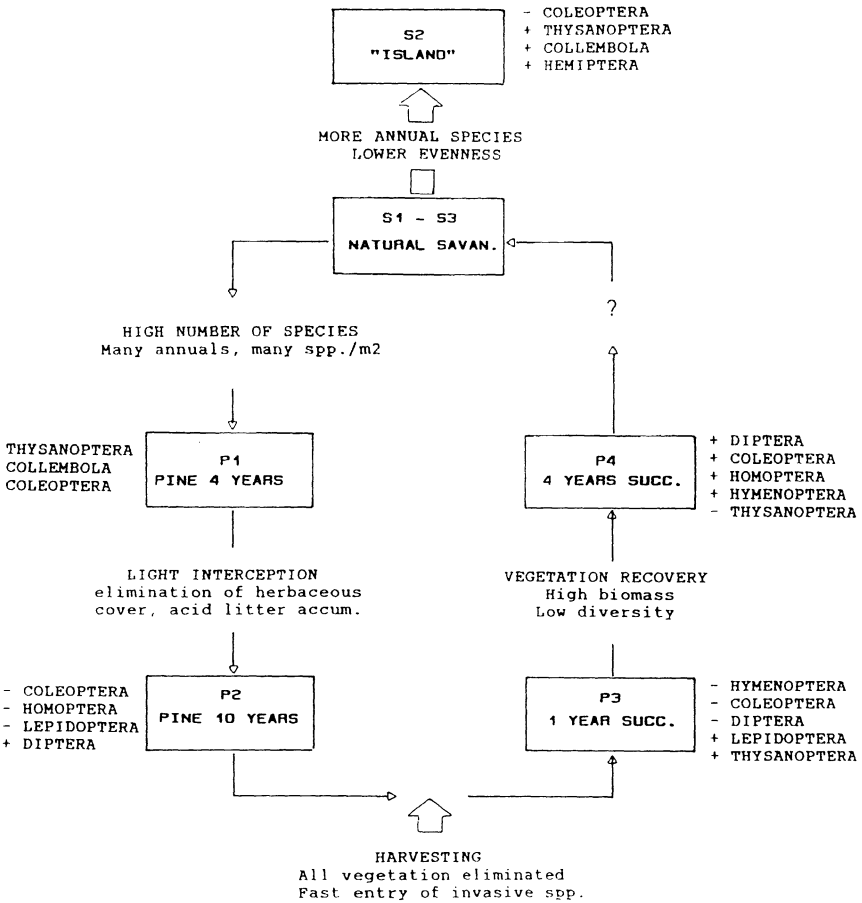 S2
"ISLAND"
- COLEOPTERA
+ THYSANOPTERA
+ COLLEMBOLA
+ HEMIPTERA
MORE ANNUAL SPECIES
LOWER EVENNESS
S1 - S3
NATURAL SAVAN.
HIGH NUMBER OF SPECIES
Many annuals, many spp./m2
?
THYSANOPTERA
COLLEMBOLA
COLEOPTERA
P1
PINE 4 YEARS
P4
4 YEARS SUCC.
+ DIPTERA
+ COLEOPTERA
+ HOMOPTERA
+ HYMENOPTERA
- THYSANOPTERA
LIGHT INTERCEPTION
elimination of herbaceous
cover, acid litter accum.
VEGETATION RECOVERY
High biomass
Low diversity
- COLEOPTERA
- HOMOPTERA
- LEPIDOPTERA
+ DIPTERA
P2
PINE 10 YEARS
P3
1 YEAR SUCC.
- HYMENOPTERA
- COLEOPTERA
- DIPTERA
+ LEPIDOPTERA
+ THYSANOPTERA
HARVESTING
All vegetation eliminated
Fast entry of invasive spp.